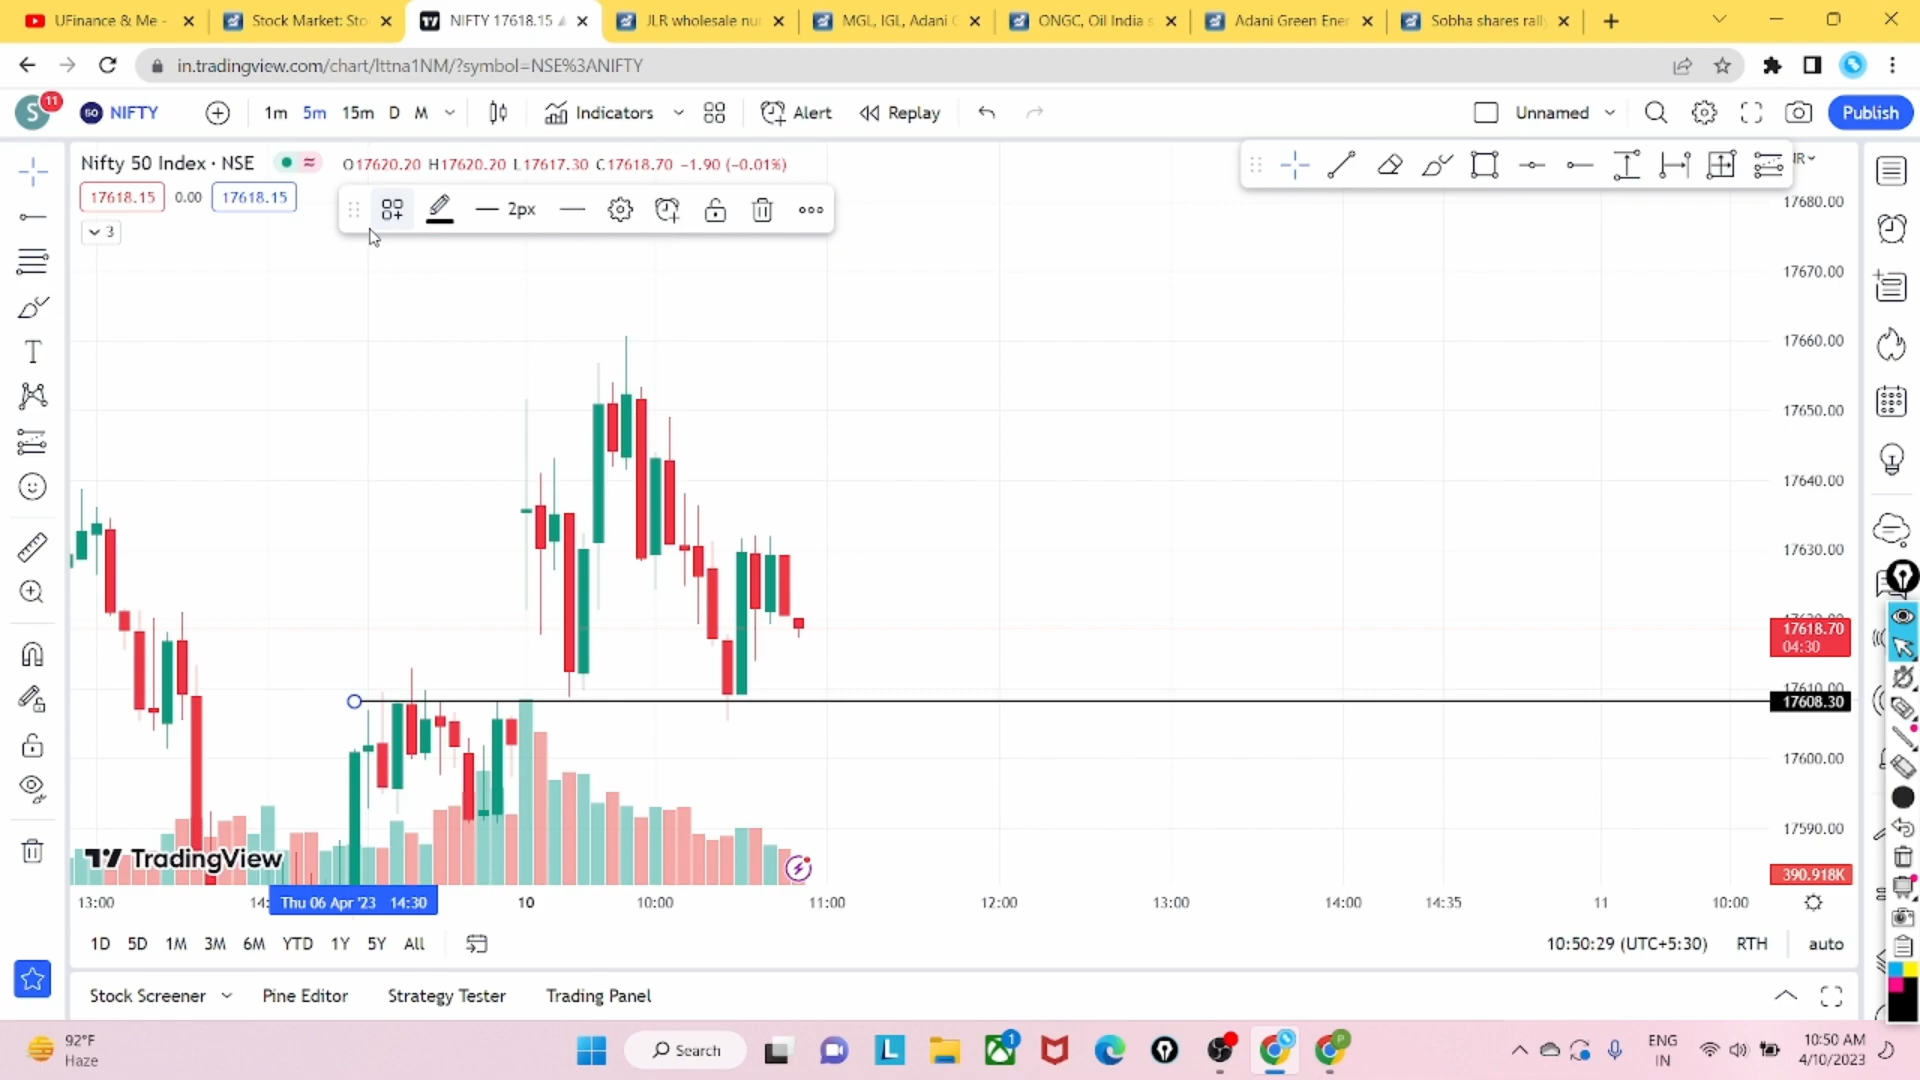 UFinance & Me -
Stock Market: Sto
NIFTY 17618.15
JLR wholesale nu
MGL, IGL, Adani
ONGC, Oil India s
Adani Green Ener
Sobha shares rall
in.tradingview.com/chart/lttna1NM/?symbol=NSE%3ANIFTY
S
11
50
NIFTY
1m
5m
15m
D
M
Indicators
Alert
Replay
Unnamed
Publish
Nifty 50 Index · NSE
O17620.20 H17620.20 L17617.30 C17618.70 −1.90 (−0.01%)
17618.15
0.00
17618.15
2px
3
17680.00
17670.00
17660.00
17650.00
17640.00
17630.00
17618.70
04:30
17610.00
17608.30
17600.00
17590.00
390.918K
TradingView
13:00
Thu 06 Apr '23 14:30
10
10:00
11:00
12:00
13:00
14:00
14:35
11
10:00
1D
5D
1M
3M
6M
YTD
1Y
5Y
All
10:50:29 (UTC+5:30)
RTH
auto
Stock Screener
Pine Editor
Strategy Tester
Trading Panel
92°F
Haze
Search
1
ENG
IN
10:50 AM
4/10/2023